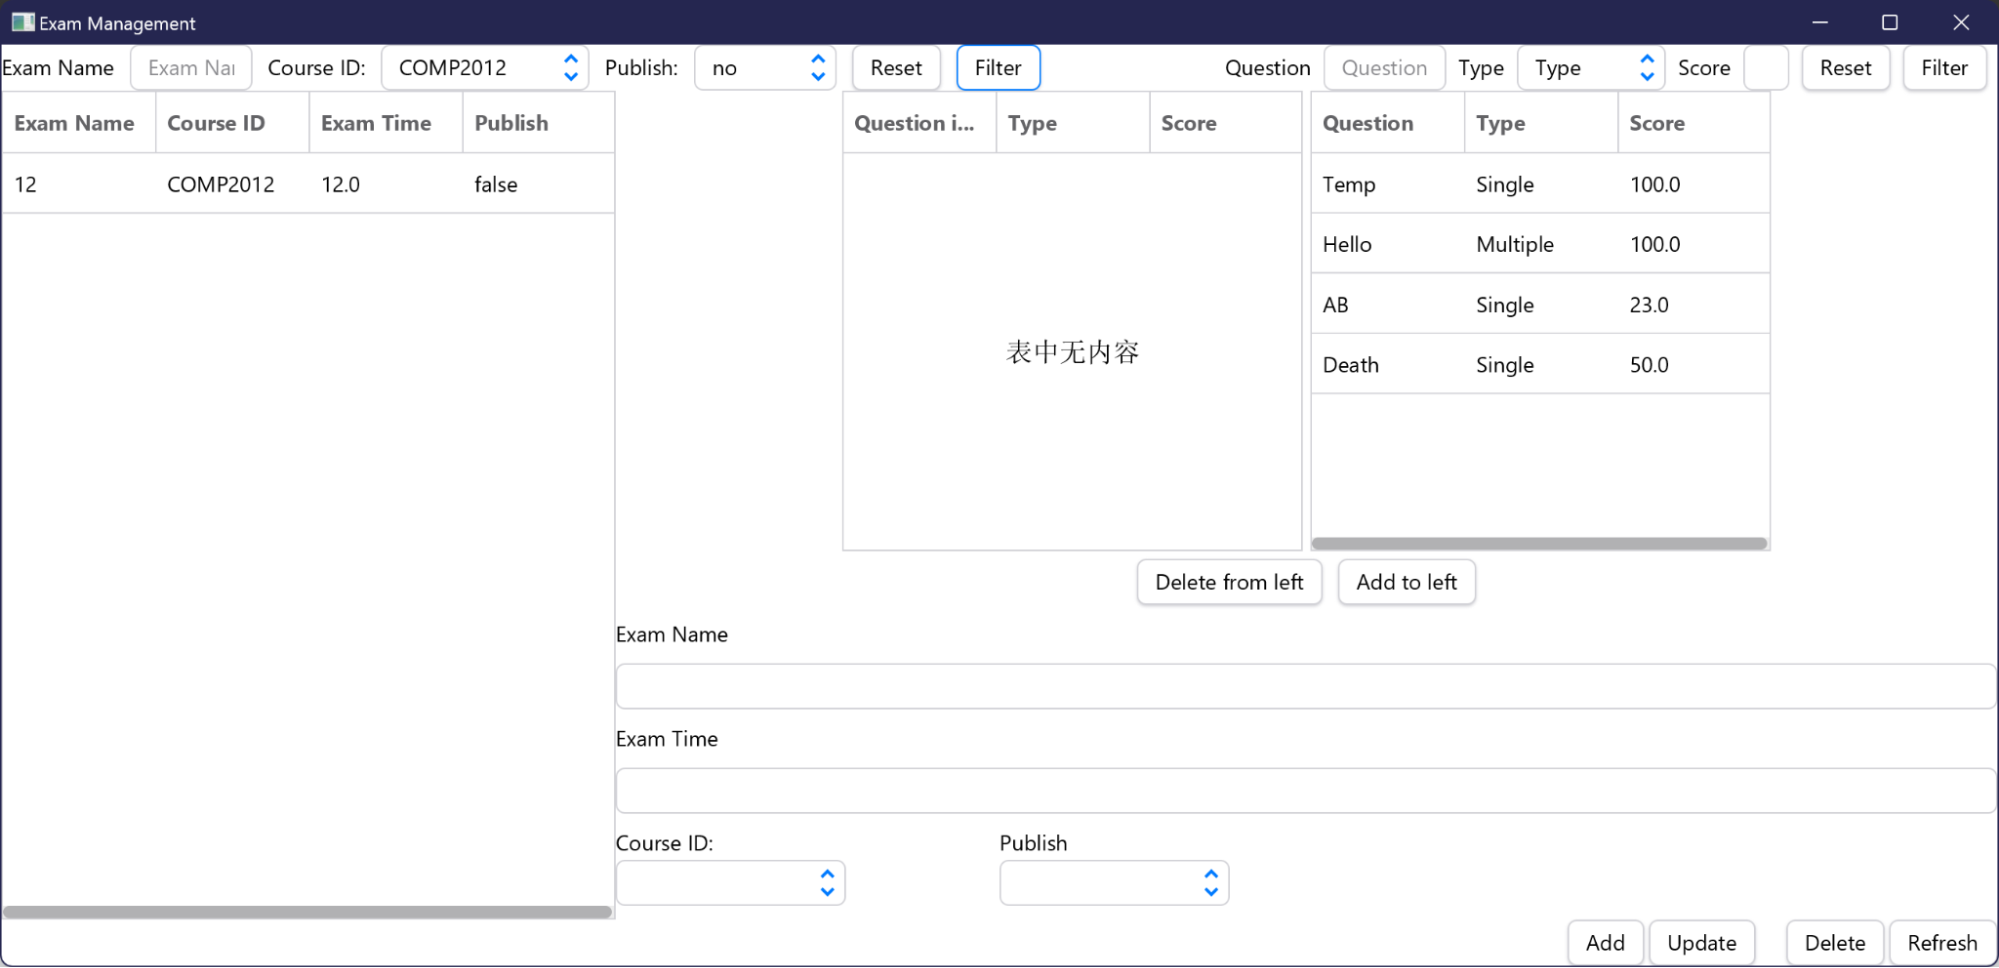 Exam Management
Exam Name Exam Nai Course ID: COMP2012 Publish: no Reset Filter Question Question Type Type Score Reset Filter
Exam Name Course ID Exam Time Publish Question i... Type Score Question Type Score
12 COMP2012 12.0 false Temp Single 100.0
Hello Multiple 100.0
AB Single 23.0
表中无内容
Death Single 50.0
Delete from left Add to left
Exam Name
Exam Time
Course ID: Publish
Add Update Delete Refresh